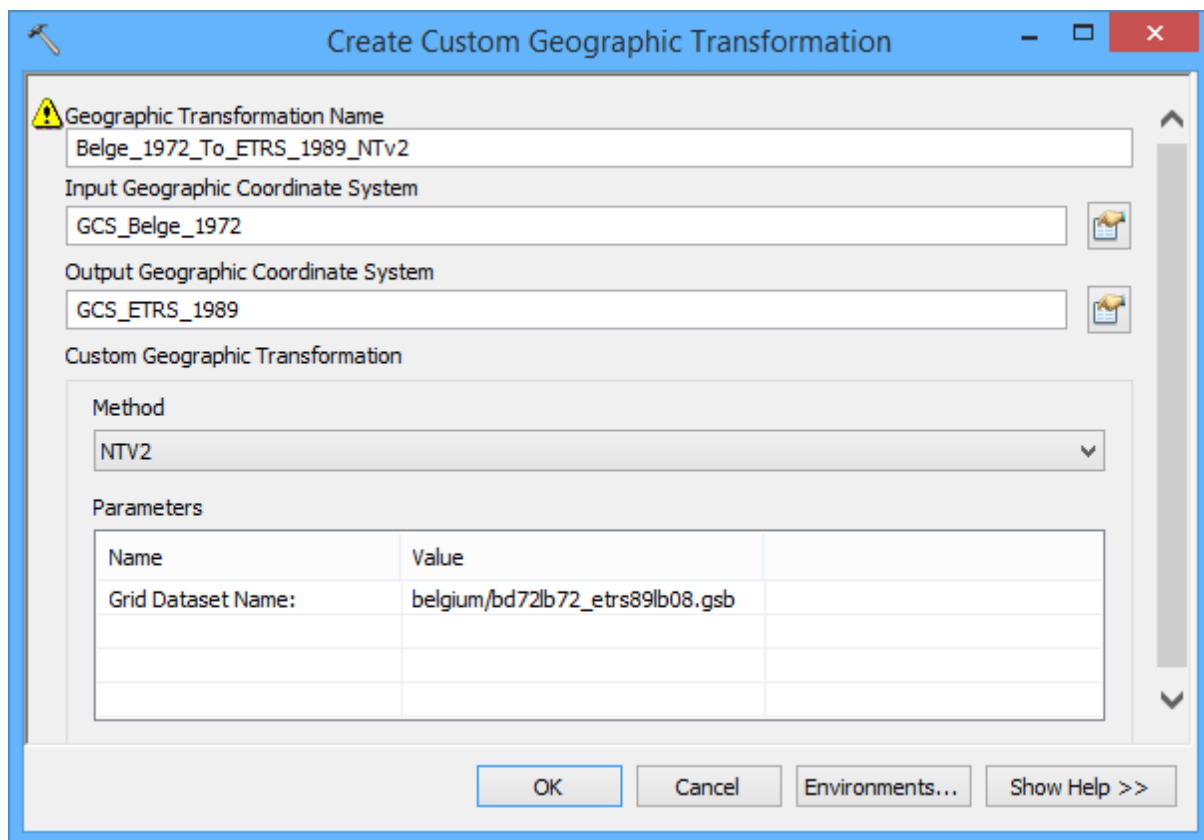 Create Custom Geographic Transformation
Geographic Transformation Name
Belge_1972_To_ETRS_1989_NTv2
Input Geographic Coordinate System
GCS_Belge_1972
Output Geographic Coordinate System
GCS_ETRS_1989
Custom Geographic Transformation
Method
NTV2
Parameters
Name Value
Grid Dataset Name: belgium/bd72lb72_etrs89lb08.gsb
OK Cancel Environments... Show Help >>